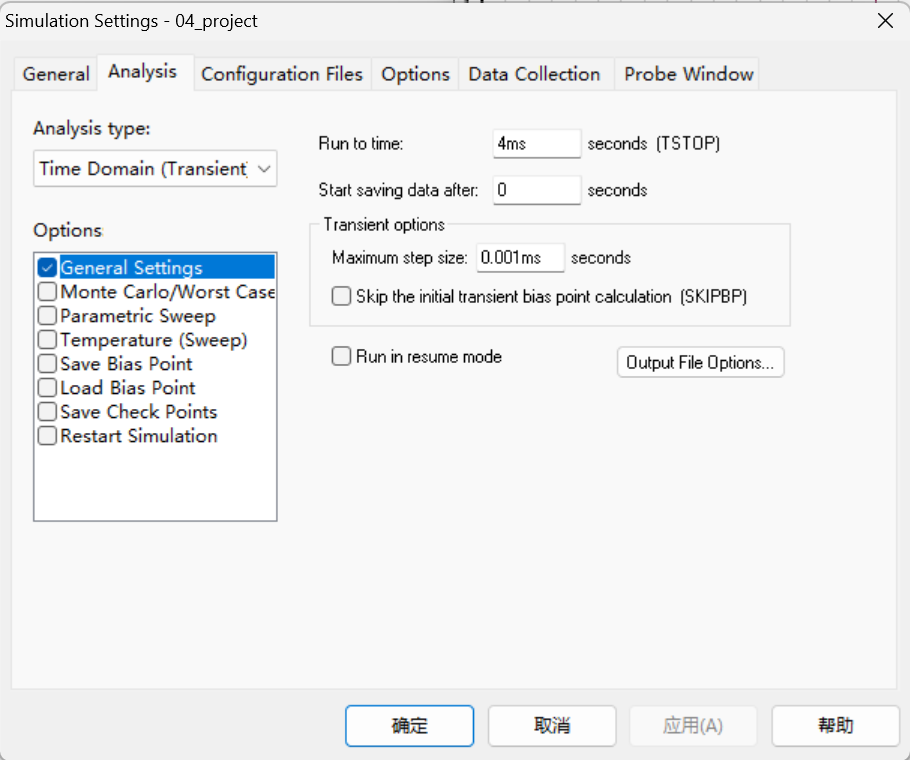 Simulation Settings - 04_project
General Analysis Configuration Files Options Data Collection Probe Window
Analysis type:
Time Domain (Transient)
Options
General Settings
Monte Carlo/Worst Case
Parametric Sweep
Temperature (Sweep)
Save Bias Point
Load Bias Point
Save Check Points
Restart Simulation
Run to time: 4ms seconds (TSTOP)
Start saving data after: 0 seconds
Transient options
Maximum step size: 0.001ms seconds
Skip the initial transient bias point calculation (SKIPBP)
Run in resume mode
Output File Options...
确定 取消 应用(A) 帮助